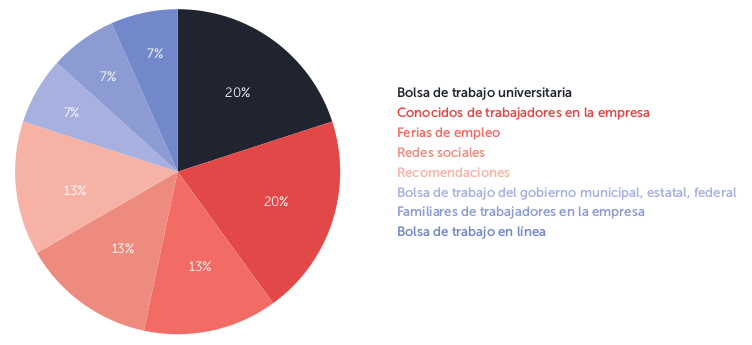 7%
7%
7%
20%
13%
20%
13%
13%
Bolsa de trabajo universitaria
Conocidos de trabajadores en la empresa
Ferias de empleo
Redes sociales
Recomendaciones
Bolsa de trabajo del gobierno municipal, estatal, federal
Familiares de trabajadores en la empresa
Bolsa de trabajo en línea